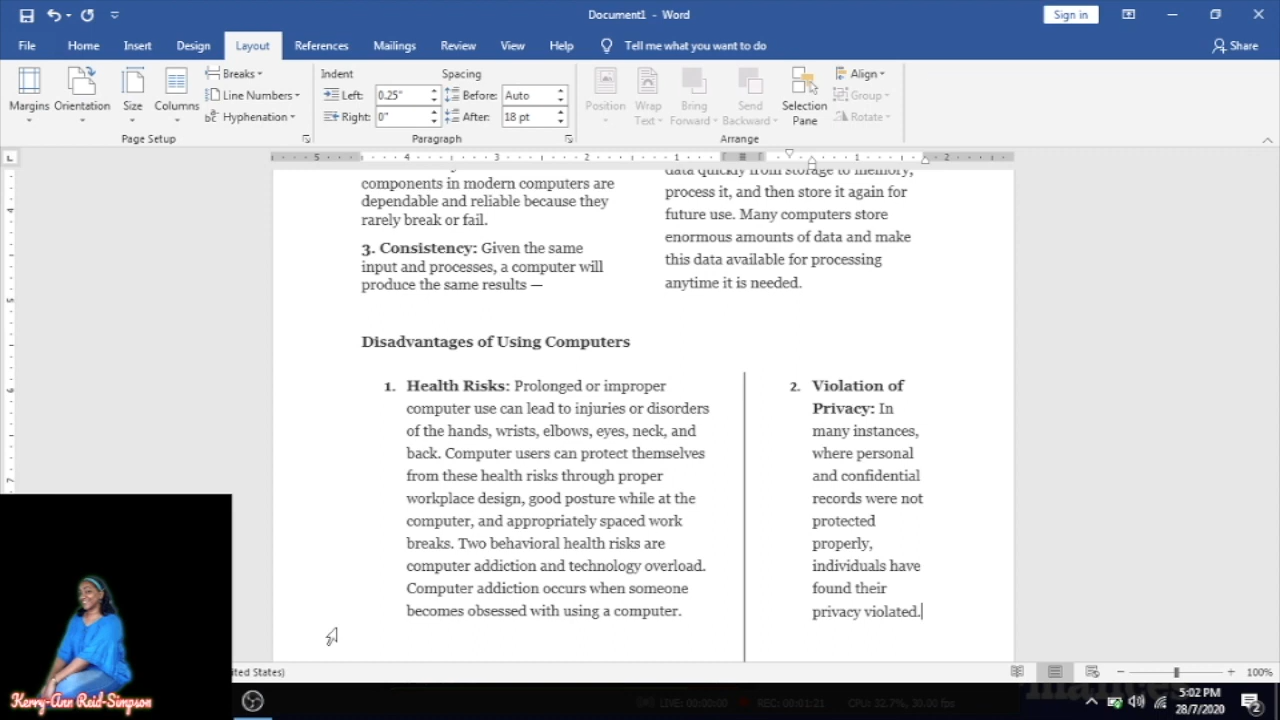 Document1 - Word
Sign in
File Home Insert Design Layout References Mailings Review View Help Tell me what you want to do Share
Margins Orientation Size Columns
Breaks
Line Numbers
Hyphenation
Page Setup
Indent
Left: 0.25"
Right: 0"
Spacing
Before: Auto
After: 18 pt
Paragraph
Position
Wrap Text
Bring Forward
Send Backward
Selection Pane
Align
Group
Rotate
Arrange
components in modern computers are
dependable and reliable because they
rarely break or fail.
3. Consistency: Given the same
input and processes, a computer will
produce the same results —
data quickly from storage to memory,
process it, and then store it again for
future use. Many computers store
enormous amounts of data and make
this data available for processing
anytime it is needed.
Disadvantages of Using Computers
1. Health Risks: Prolonged or improper
computer use can lead to injuries or disorders
of the hands, wrists, elbows, eyes, neck, and
back. Computer users can protect themselves
from these health risks through proper
workplace design, good posture while at the
computer, and appropriately spaced work
breaks. Two behavioral health risks are
computer addiction and technology overload.
Computer addiction occurs when someone
becomes obsessed with using a computer.
2. Violation of
Privacy: In
many instances,
where personal
and confidential
records were not
protected
properly,
individuals have
found their
privacy violated.
Kerry-Ann Reid-Simpson
ited States)
100%
LIVE: 00:00:00 REC: 00:01:21 CPU: 32.7%, 30.00 fps
5:02 PM
28/7/2020
2